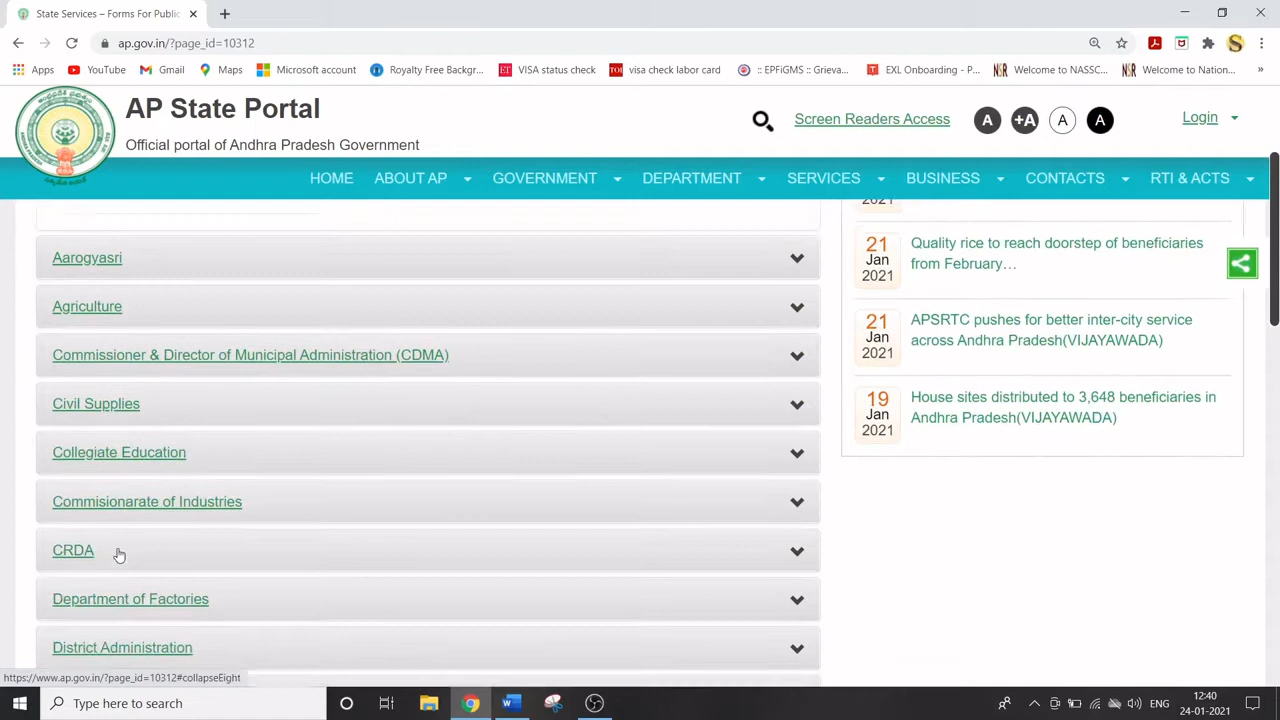 State Services – Forms For Public
ap.gov.in/?page_id=10312
Apps
YouTube
Gmail
Maps
Microsoft account
Royalty Free Backgr...
VISA status check
visa check labor card
:: EPFiGMS :: Grieva...
EXL Onboarding - P...
Welcome to NASSC...
Welcome to Nation...
»
AP State Portal
Official portal of Andhra Pradesh Government
Screen Readers Access
A
+A
A
A
Login
HOME
ABOUT AP
GOVERNMENT
DEPARTMENT
SERVICES
BUSINESS
CONTACTS
RTI & ACTS
Aarogyasri
Agriculture
Commissioner & Director of Municipal Administration (CDMA)
Civil Supplies
Collegiate Education
Commisionarate of Industries
CRDA
Department of Factories
District Administration
2021
21
Jan
2021
Quality rice to reach doorstep of beneficiaries
from February…
21
Jan
2021
APSRTC pushes for better inter-city service
across Andhra Pradesh(VIJAYAWADA)
19
Jan
2021
House sites distributed to 3,648 beneficiaries in
Andhra Pradesh(VIJAYAWADA)
https://www.ap.gov.in/?page_id=10312#collapseEight
Type here to search
ENG
12:40
24-01-2021